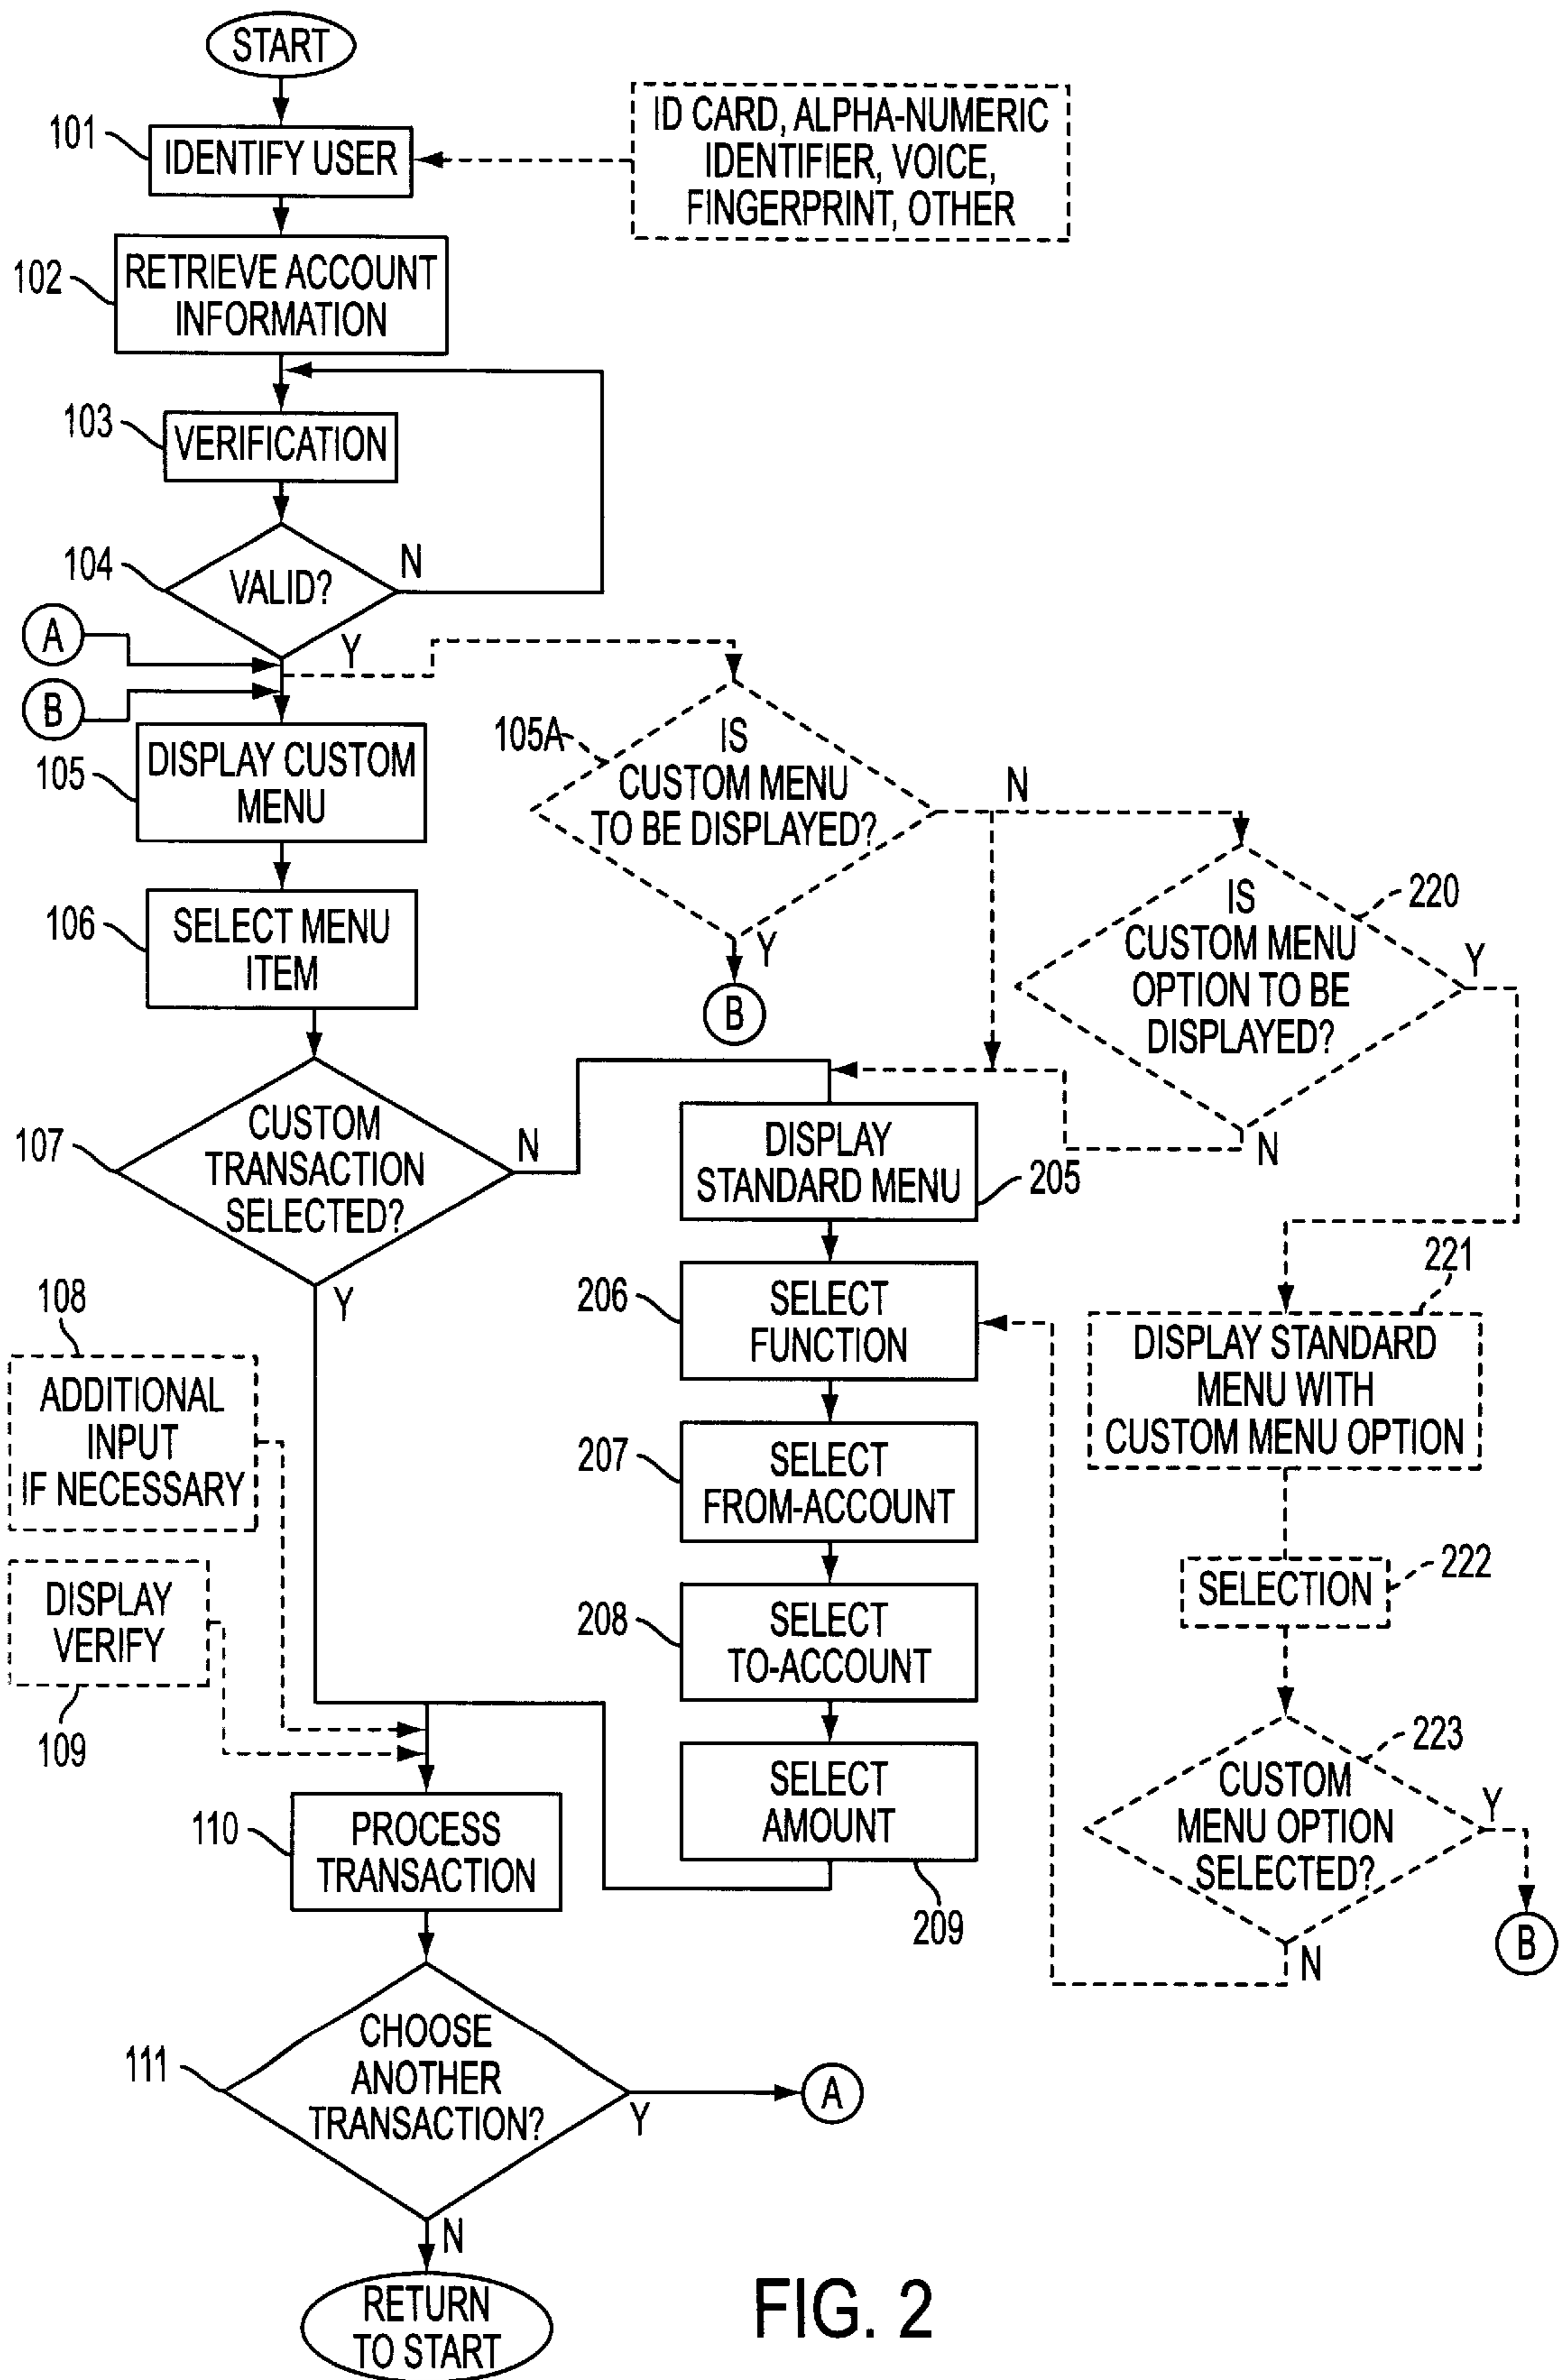 START
101
IDENTIFY USER
ID CARD, ALPHA-NUMERIC
IDENTIFIER, VOICE,
FINGERPRINT, OTHER
102
RETRIEVE ACCOUNT
INFORMATION
103
VERIFICATION
104
VALID?
N
Y
A
B
105
DISPLAY CUSTOM
MENU
105A
IS
CUSTOM MENU
TO BE DISPLAYED?
N
Y
B
220
IS
CUSTOM MENU
OPTION TO BE
DISPLAYED?
Y
N
106
SELECT MENU
ITEM
107
CUSTOM
TRANSACTION
SELECTED?
N
Y
DISPLAY
STANDARD MENU
205
206
SELECT
FUNCTION
221
DISPLAY STANDARD
MENU WITH
CUSTOM MENU OPTION
108
ADDITIONAL
INPUT
IF NECESSARY
207
SELECT
FROM-ACCOUNT
SELECTION
222
DISPLAY
VERIFY
109
208
SELECT
TO-ACCOUNT
223
CUSTOM
MENU OPTION
SELECTED?
Y
N
B
SELECT
AMOUNT
209
110
PROCESS
TRANSACTION
111
CHOOSE
ANOTHER
TRANSACTION?
Y
A
N
RETURN
TO START
FIG. 2